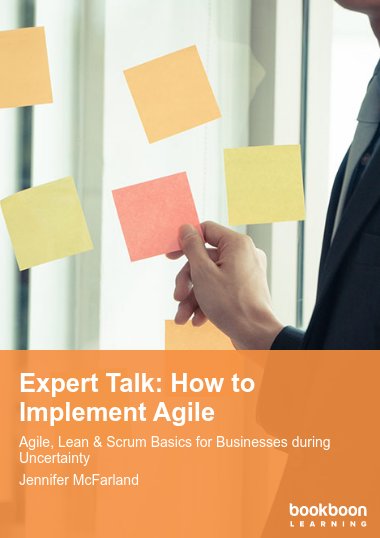 Expert Talk: How to
Implement Agile
Agile, Lean & Scrum Basics for Businesses during
Uncertainty
Jennifer McFarland
bookboon
LEARNING